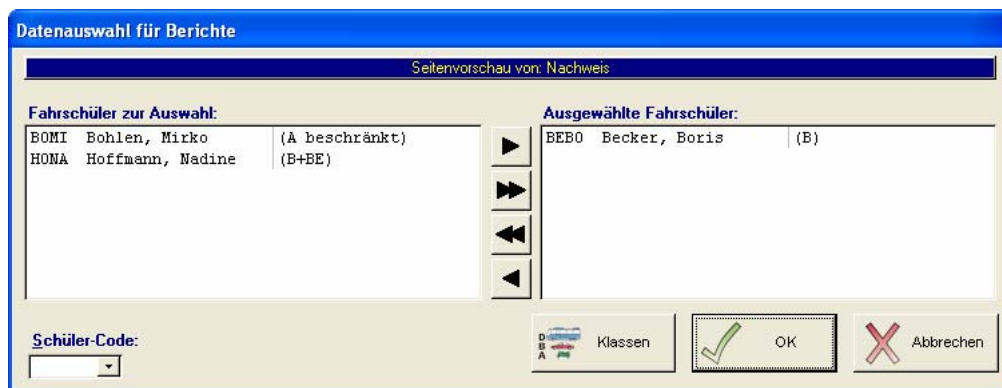 Datenauswahl für Berichte
Seitenvorschau von: Nachweis
Fahrschüler zur Auswahl:
BOMI Bohlen, Mirko (A beschränkt)
HONA Hoffmann, Nadine (B+BE)
Ausgewählte Fahrschüler:
BEBO Becker, Boris (B)
Schüler-Code:
D
B
A
Klassen
OK
Abbrechen